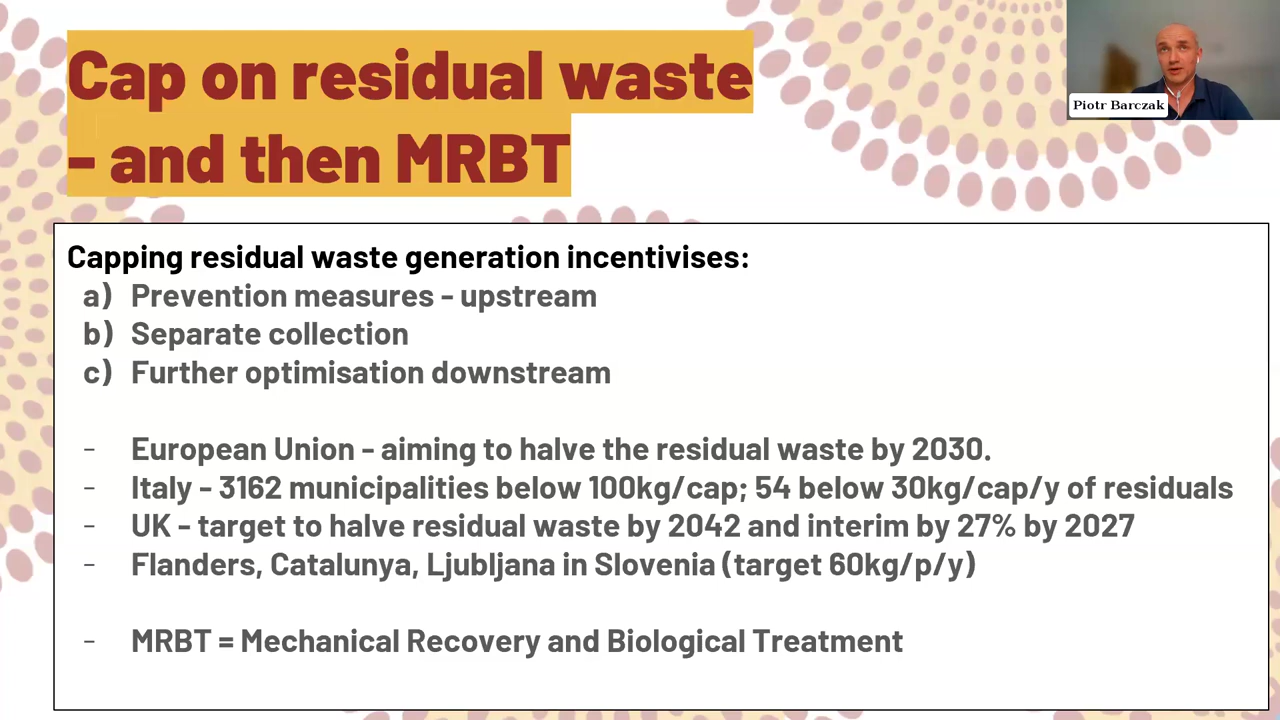 Cap on residual waste
- and then MRBT
Piotr Barczak
Capping residual waste generation incentivises:
a) Prevention measures - upstream
b) Separate collection
c) Further optimisation downstream
- European Union - aiming to halve the residual waste by 2030.
- Italy - 3162 municipalities below 100kg/cap; 54 below 30kg/cap/y of residuals
- UK - target to halve residual waste by 2042 and interim by 27% by 2027
- Flanders, Catalunya, Ljubljana in Slovenia (target 60kg/p/y)
- MRBT = Mechanical Recovery and Biological Treatment